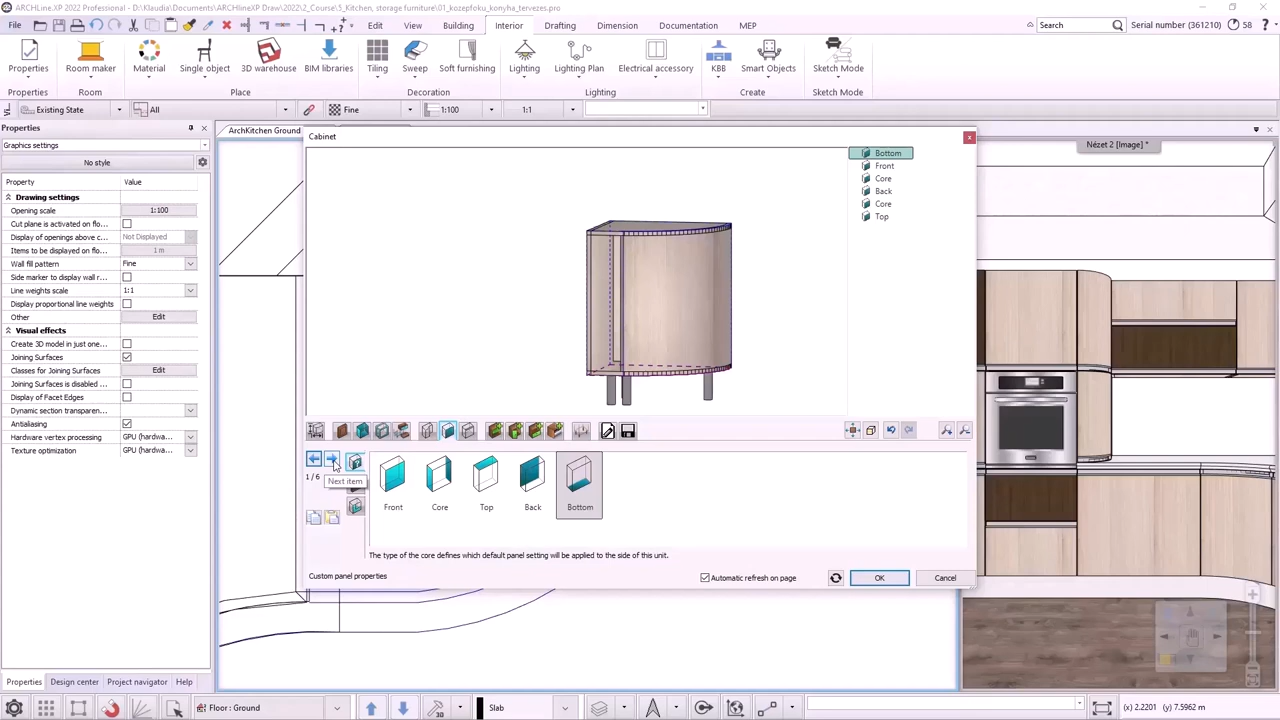 ARCHline.XP 2022 Professional - C:\Klaudia\Documents\ARCHlineXP Draw\2022\2_Course\5_Kitchen, storage furniture\01_kozepfoku_konyha_tervezes.pro
File Edit View Building Interior Drafting Dimension Documentation MEP Search Serial number (361210) 58
Properties Room maker Material Single object 3D warehouse BIM libraries Tiling Sweep Soft furnishing Lighting Lighting Plan Electrical accessory KBB Smart Objects Sketch Mode
Properties Room Place Decoration Lighting Create Sketch Mode
Existing State All Fine 1:100 1:1
Properties
ArchKitchen Ground
Graphics settings
No style
Property Value
Drawing settings
Opening scale 1:100
Cut plane is activated on flo...
Display of openings above c... Not Displayed
Items to be displayed on flo... 1 m
Wall fill pattern Fine
Side marker to display wall r...
Line weights scale 1:1
Display proportional line weights
Other Edit
Visual effects
Create 3D model in just one...
Joining Surfaces
Classes for Joining Surfaces Edit
Joining Surfaces is disabled ...
Display of Facet Edges
Dynamic section transparen...
Antialiasing
Hardware vertex processing GPU (hardwa...
Texture optimization GPU (hardwa...
Cabinet
Bottom
Front
Core
Back
Core
Top
Nézet 2 [Image] *
1 / 6
Next item
Front Core Top Back Bottom
The type of the core defines which default panel setting will be applied to the side of this unit.
Custom panel properties
Automatic refresh on page
OK Cancel
Properties Design center Project navigator Help
Floor : Ground
3D
Slab
(x) 2.2201 (y) 7.5962 m